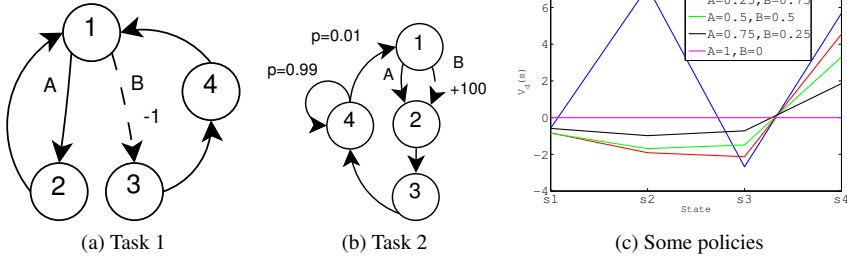 1
A
B
-1
4
2
3
(a) Task 1
p=0.01
p=0.99
1
A
B
+100
4
2
3
(b) Task 2
A=0.25,B=0.75
A=0.5,B=0.5
A=0.75,B=0.25
A=1,B=0
6
4
2
0
-2
-4
V_d(s)
s1
s2
s3
s4
State
(c) Some policies